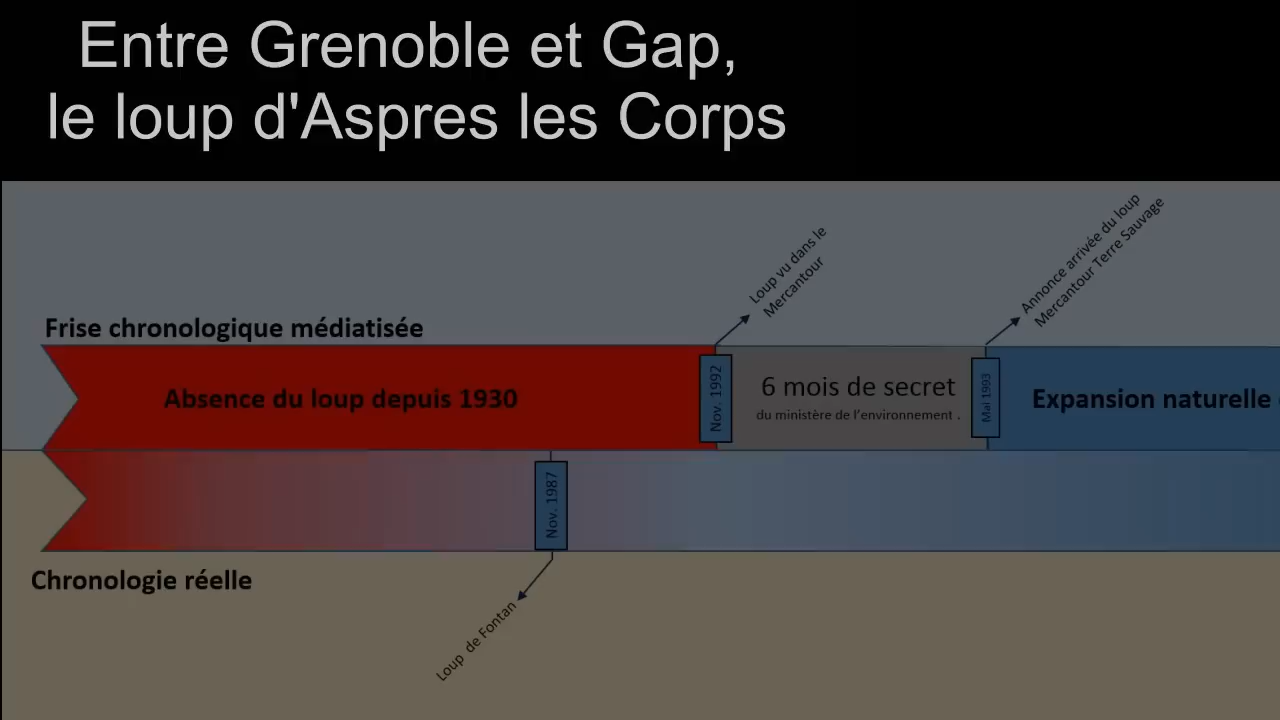 Entre Grenoble et Gap,
le loup d'Aspres les Corps
Loup vu dans le
Mercantour
Annonce arrivée du loup
Mercantour Terre Sauvage
Frise chronologique médiatisée
Absence du loup depuis 1930
Nov. 1992
6 mois de secret
du ministère de l'environnement .
Mai 1993
Expansion naturelle
Nov. 1987
Chronologie réelle
Loup de Fontan